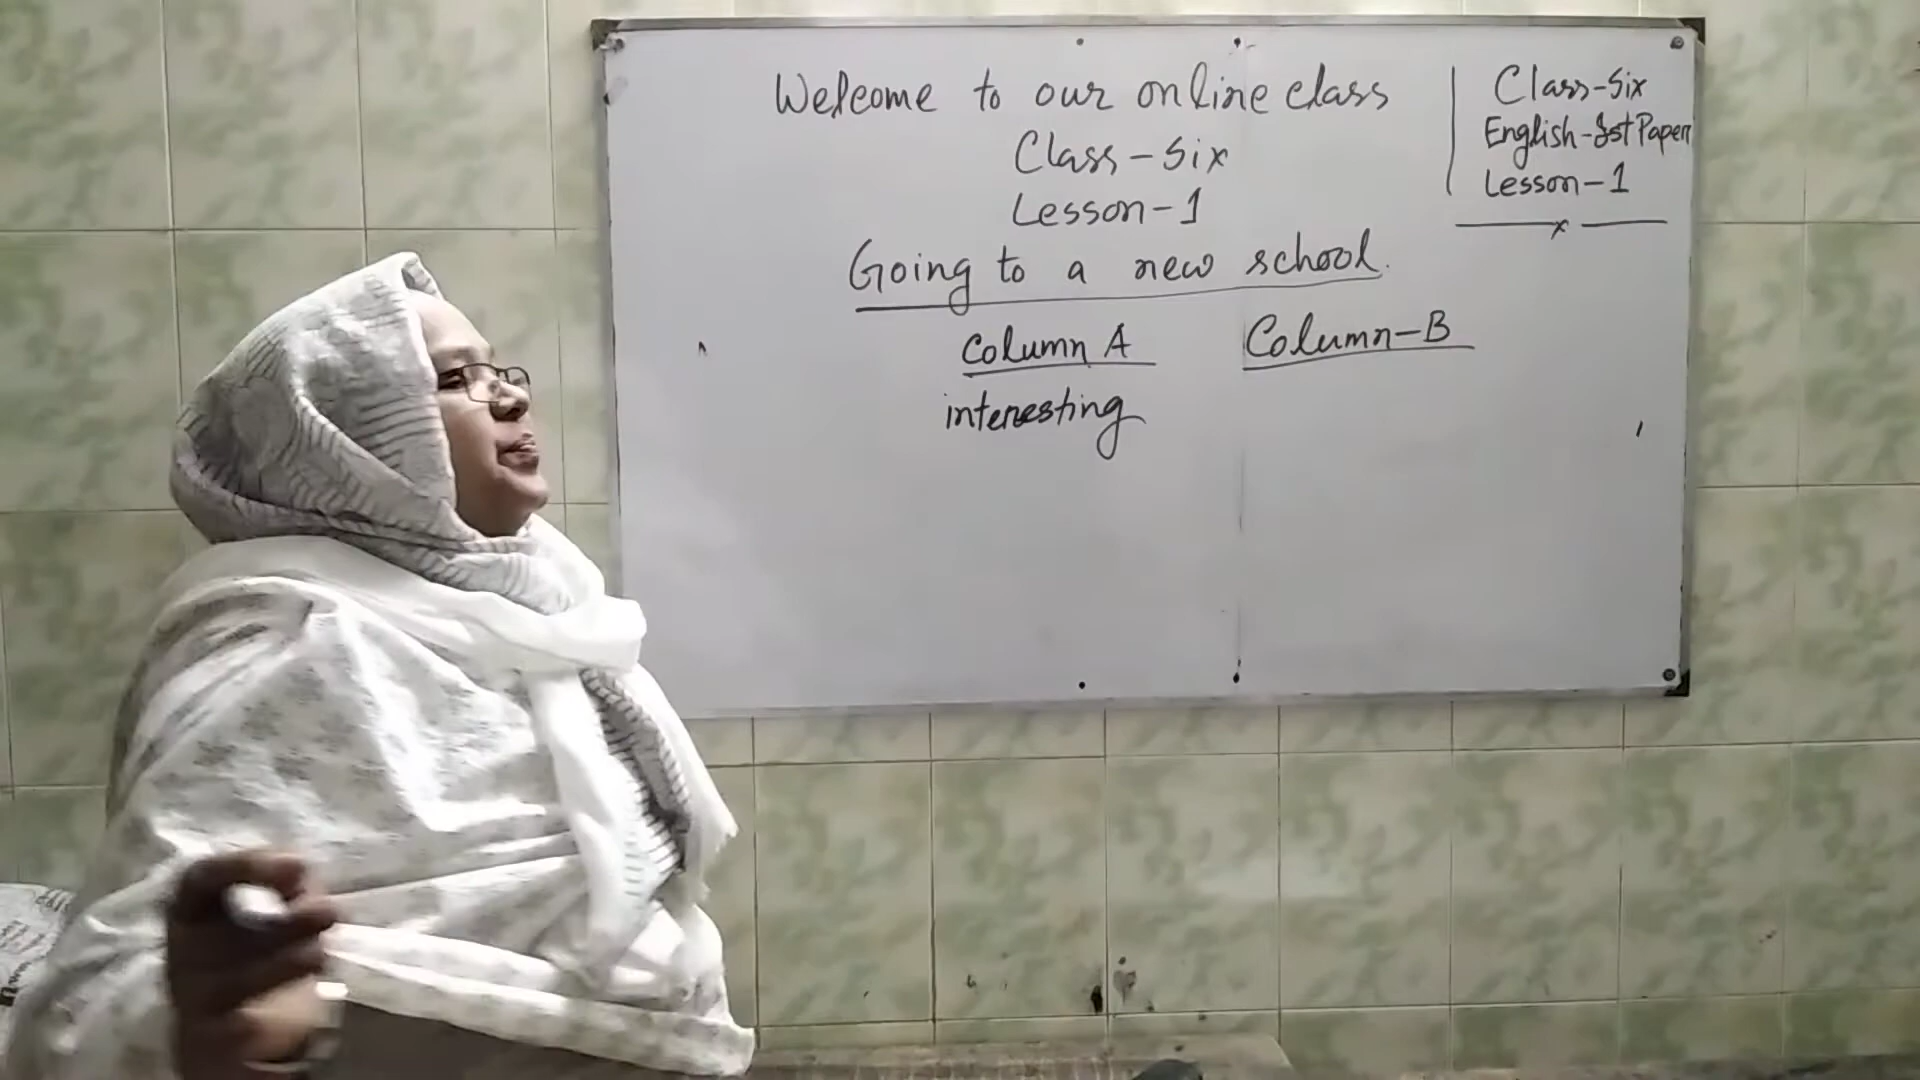 Welcome to our online class
Class-Six
Lesson-1
Going to a new school.
Column A
Column-B
interesting
Class-Six
English-1st Paper
Lesson-1